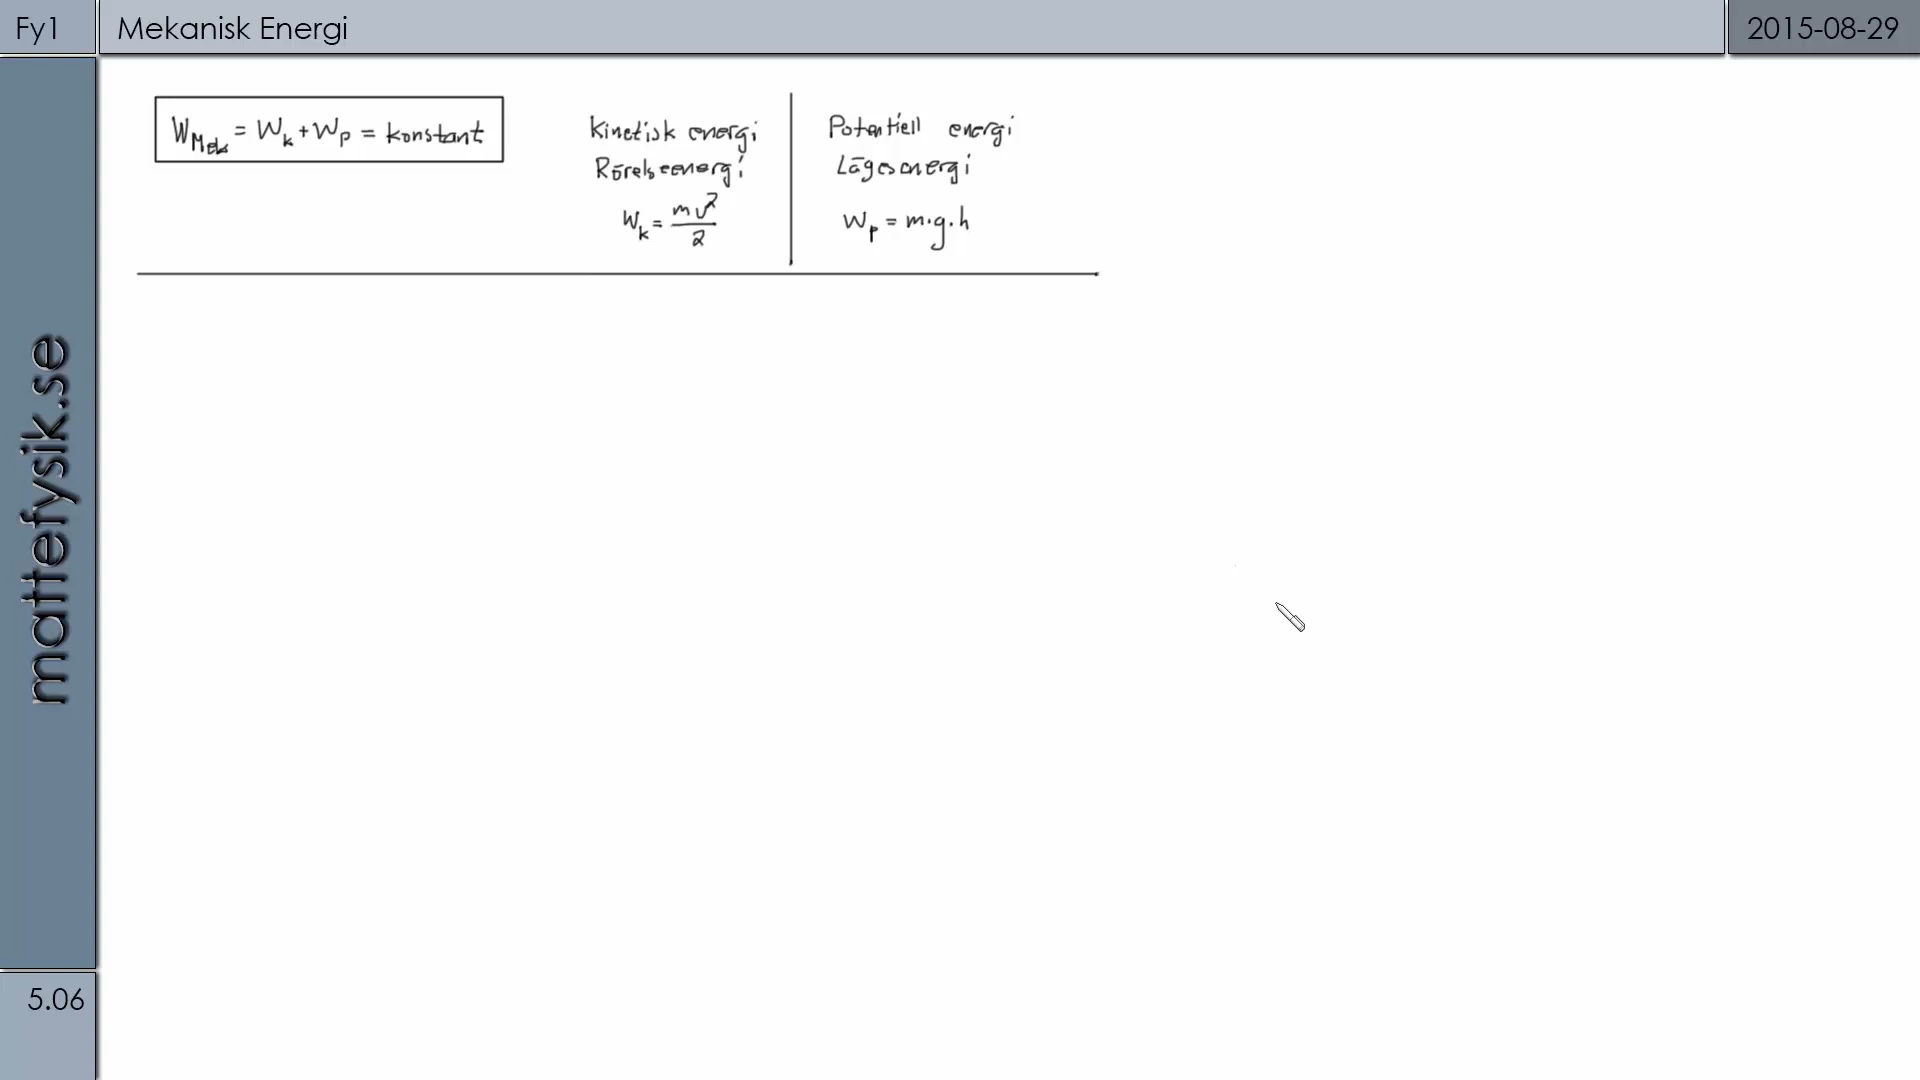 Fy1
Mekanisk Energi
2015-08-29
W_Mek = W_k + W_p = konstant
Kinetisk energi
Rörelseenergi
W_k = mv²/2
Potentiell energi
Lägesenergi
W_p = m·g·h
mattefysik.se
5.06